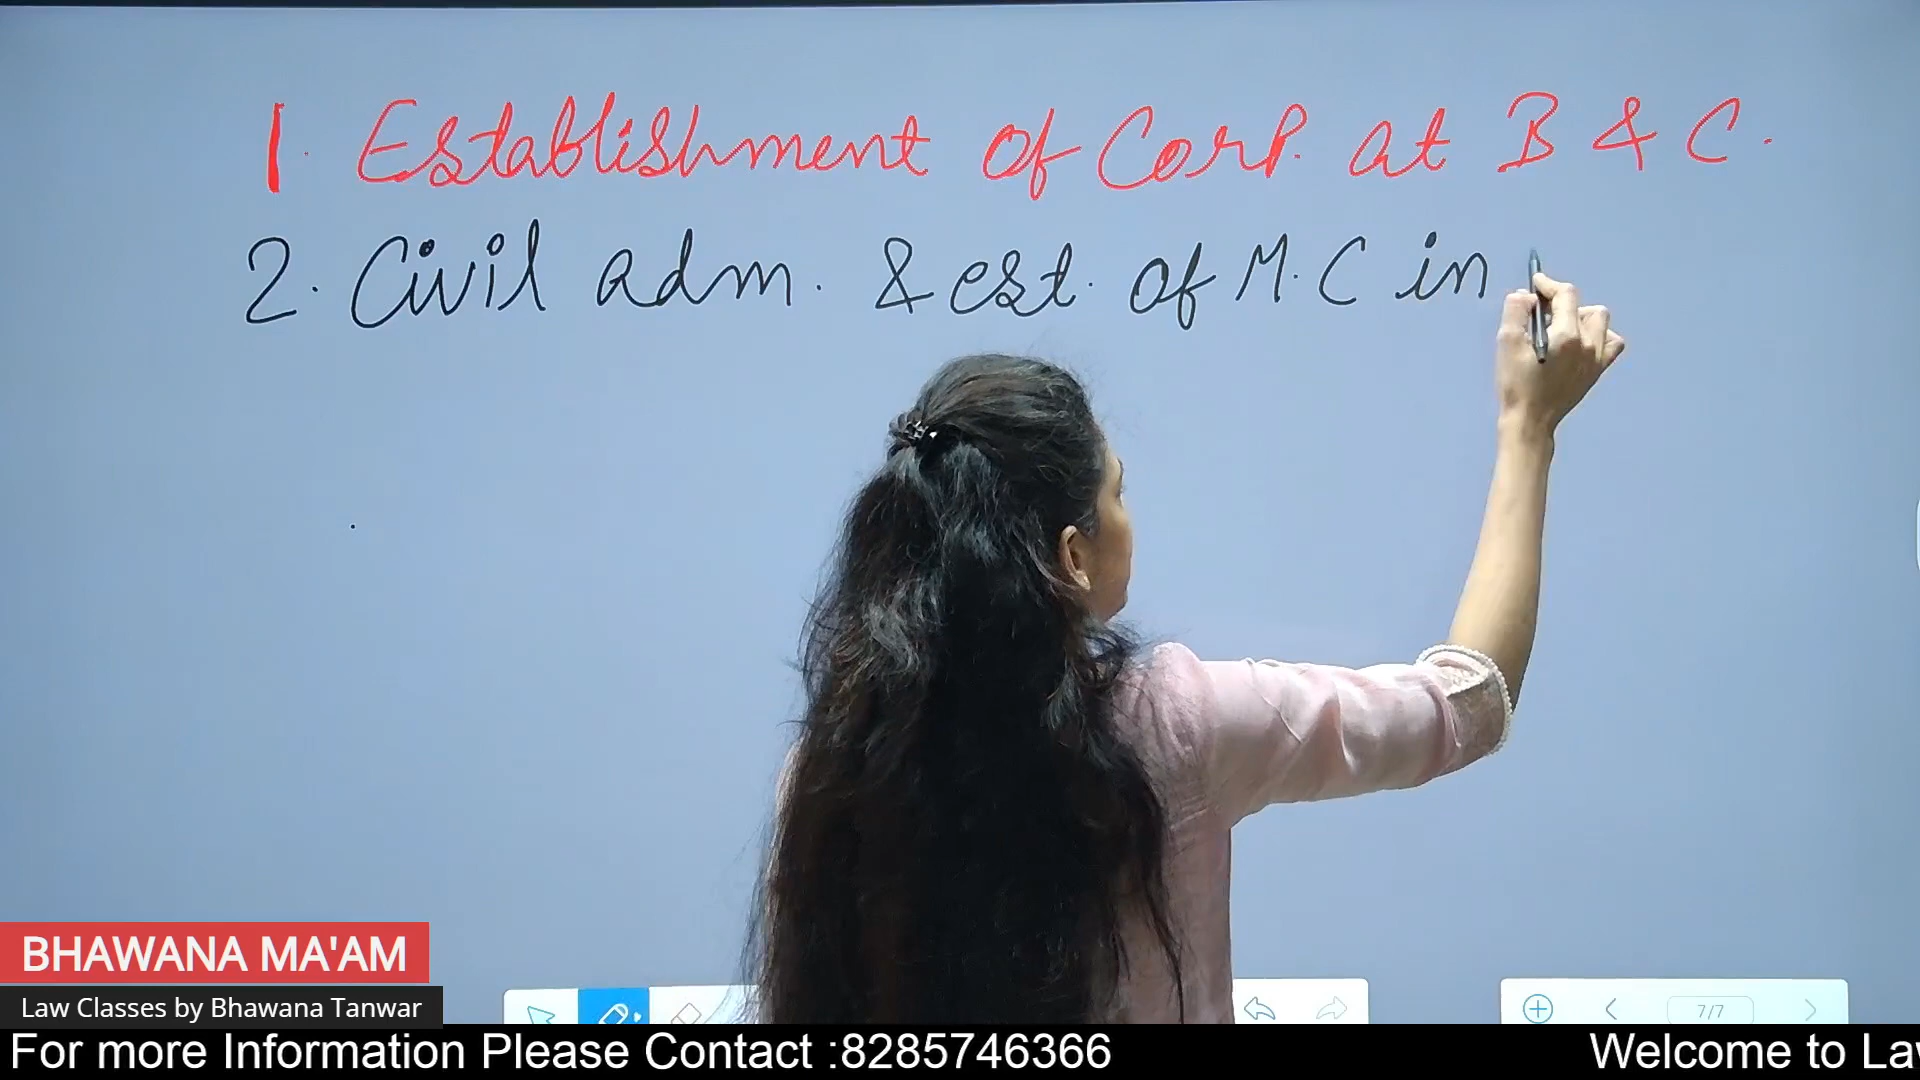 1. Establishment of Corp. at B & C.
2. Civil adm. & est. of M.C in
BHAWANA MA'AM
Law Classes by Bhawana Tanwar
7/7
For more Information Please Contact :8285746366
Welcome to Law